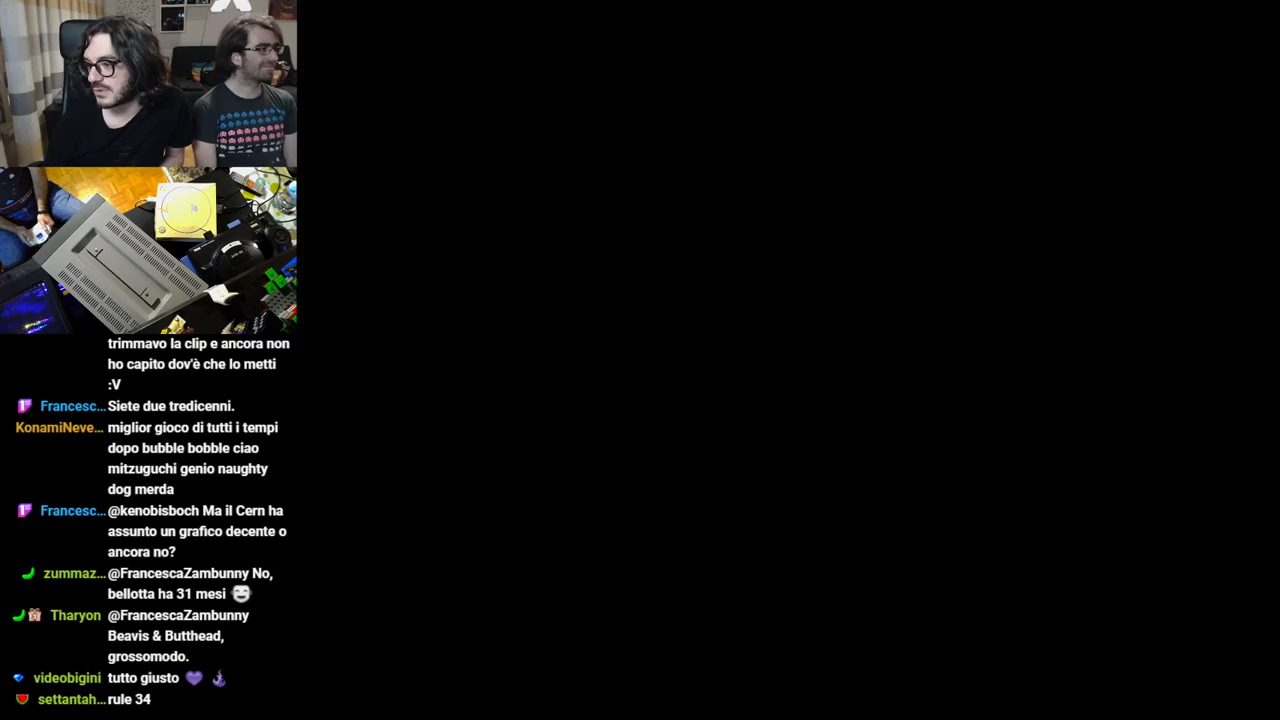 trimmavo la clip e ancora non
ho capito dov'è che lo metti
:V
Francesc... Siete due tredicenni.
KonamiNeve... miglior gioco di tutti i tempi
dopo bubble bobble ciao
mitzuguchi genio naughty
dog merda
Francesc... @kenobisboch Ma il Cern ha
assunto un grafico decente o
ancora no?
zummaz... @FrancescaZambunny No,
bellotta ha 31 mesi
Tharyon @FrancescaZambunny
Beavis & Butthead,
grossomodo.
videobigini tutto giusto
settantah... rule 34